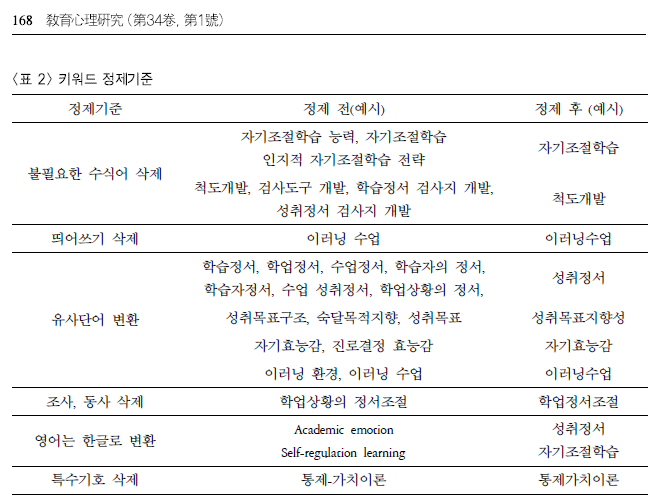 168 敎育心理硏究 (第34卷, 第1號)
〈표 2〉 키워드 정제기준
정제기준 정제 전(예시) 정제 후 (예시)
불필요한 수식어 삭제
자기조절학습 능력, 자기조절학습
인지적 자기조절학습 전략
자기조절학습
척도개발, 검사도구 개발, 학습정서 검사지 개발,
성취정서 검사지 개발
척도개발
띄어쓰기 삭제 이러닝 수업 이러닝수업
유사단어 변환
학습정서, 학업정서, 수업정서, 학습자의 정서,
학습자정서, 수업 성취정서, 학업상황의 정서,
성취정서
성취목표구조, 숙달목적지향, 성취목표 성취목표지향성
자기효능감, 진로결정 효능감 자기효능감
이러닝 환경, 이러닝 수업 이러닝수업
조사, 동사 삭제 학업상황의 정서조절 학업정서조절
영어는 한글로 변환
Academic emotion 성취정서
Self-regulation learning 자기조절학습
특수기호 삭제 통제-가치이론 통제가치이론